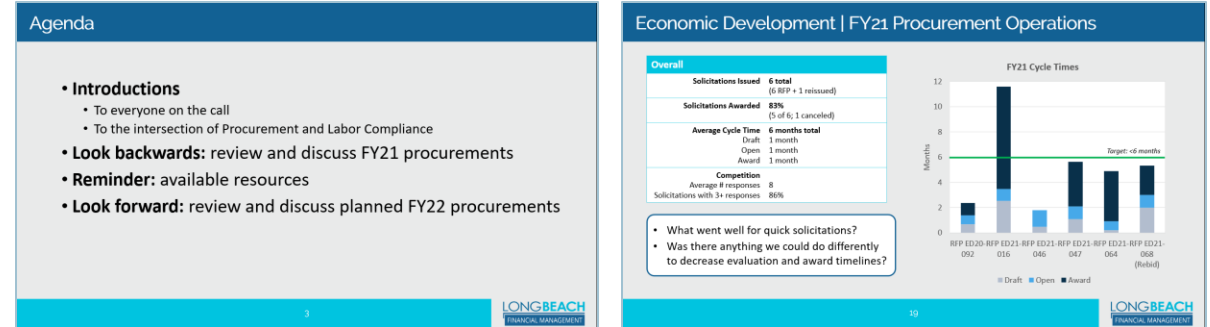 Agenda
• Introductions
• To everyone on the call
• To the intersection of Procurement and Labor Compliance
• Look backwards: review and discuss FY21 procurements
• Reminder: available resources
• Look forward: review and discuss planned FY22 procurements
3
LONGBEACH
FINANCIAL MANAGEMENT
Economic Development | FY21 Procurement Operations
Overall
Solicitations Issued 6 total
(6 RFP + 1 reissued)
Solicitations Awarded 83%
(5 of 6; 1 canceled)
Average Cycle Time 6 months total
Draft 1 month
Open 1 month
Award 1 month
Competition
Average # responses 8
Solicitations with 3+ responses 86%
• What went well for quick solicitations?
• Was there anything we could do differently
to decrease evaluation and award timelines?
FY21 Cycle Times
12
10
8
6
4
2
0
Months
Target: <6 months
RFP ED20-092
RFP ED21-016
RFP ED21-046
RFP ED21-047
RFP ED21-064
RFP ED21-068 (Rebid)
Draft Open Award
19
LONGBEACH
FINANCIAL MANAGEMENT